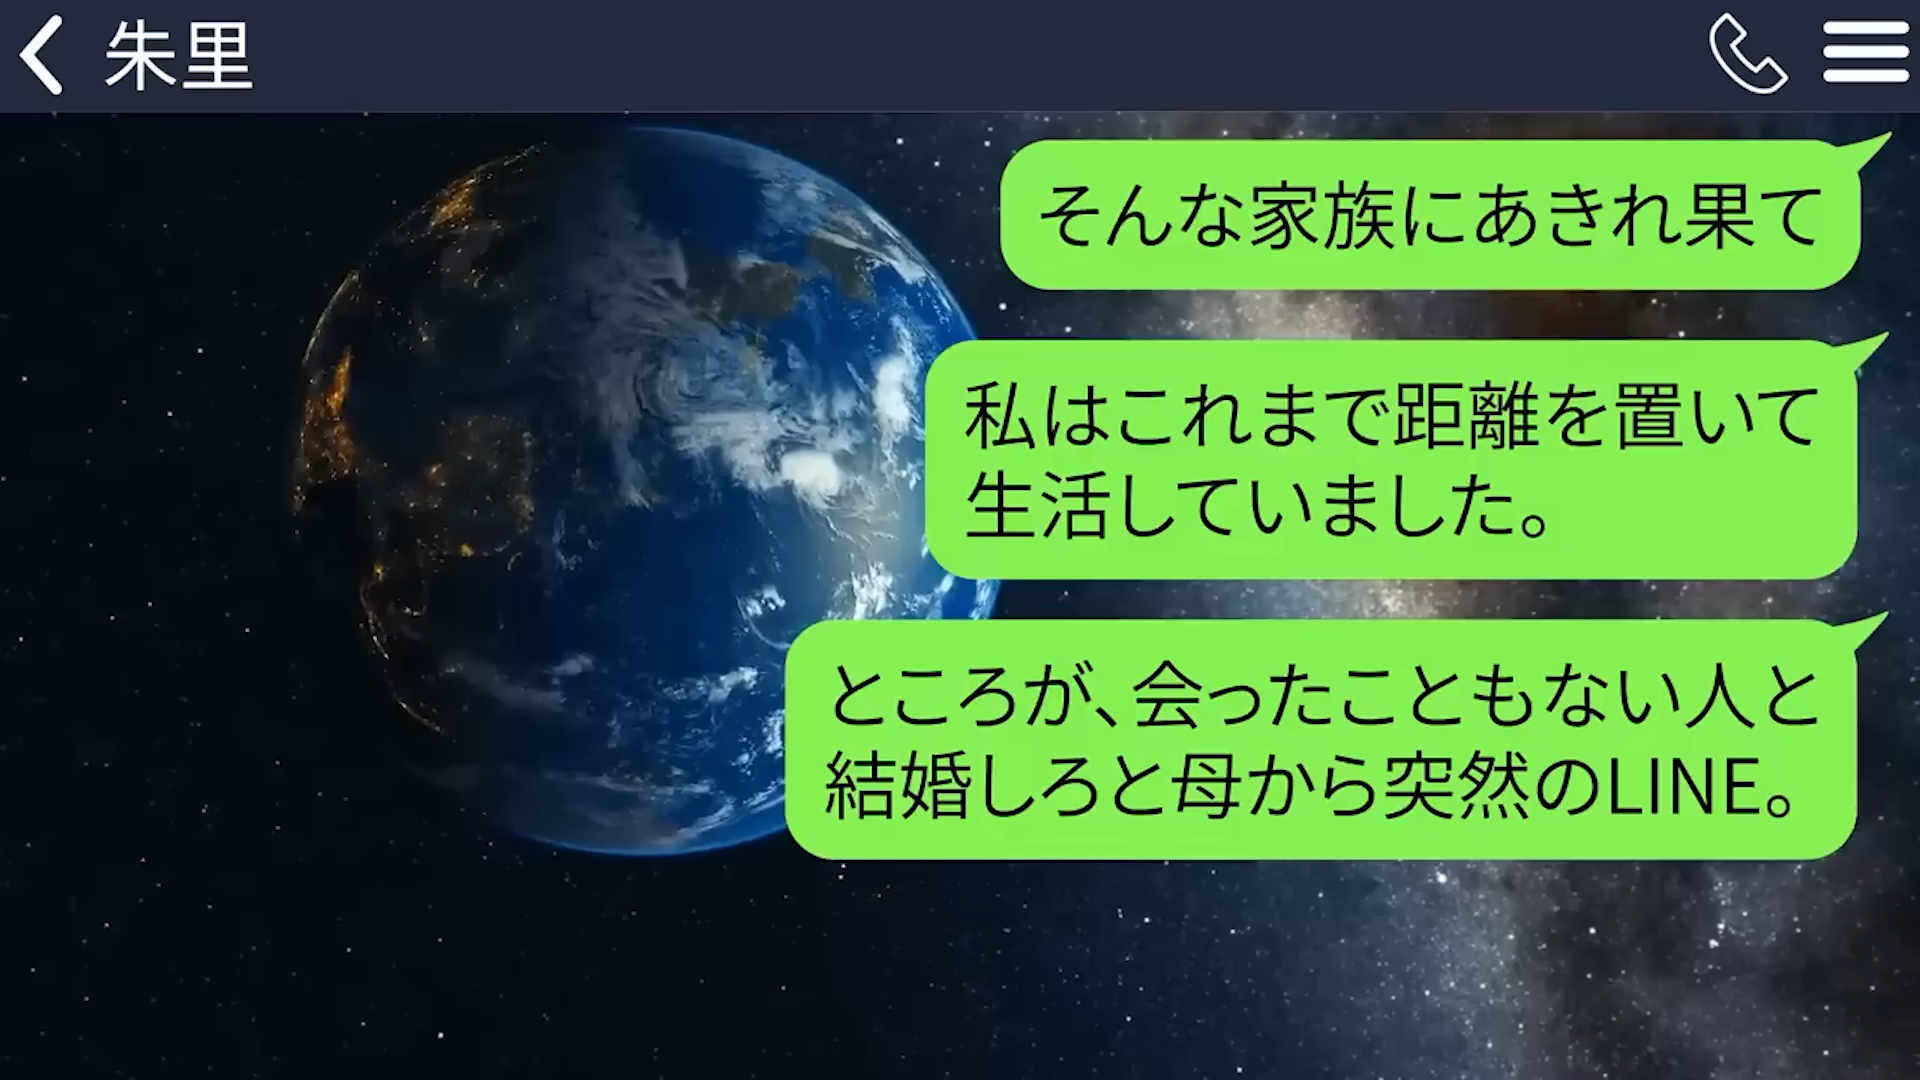 朱里
そんな家族にあきれ果て
私はこれまで距離を置いて
生活していました。
ところが、会ったこともない人と
結婚しろと母から突然のLINE。